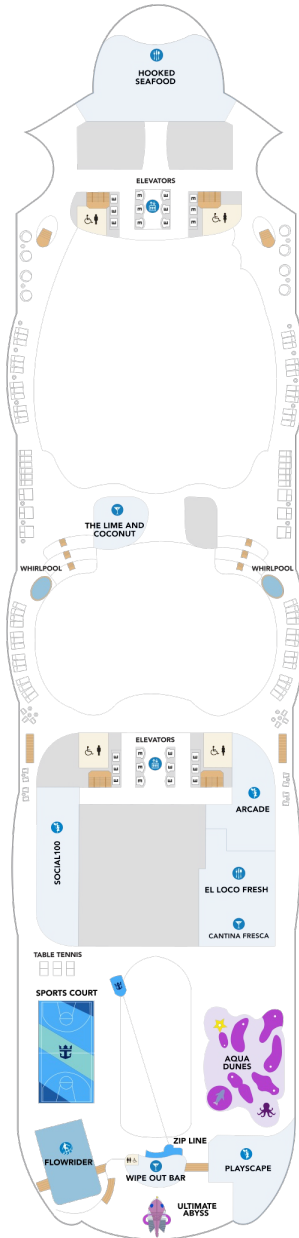 HOOKED
SEAFOOD
ELEVATORS
THE LIME AND
COCONUT
WHIRLPOOL
WHIRLPOOL
ELEVATORS
ARCADE
SOCIAL100
EL LOCO FRESH
CANTINA FRESCA
TABLE TENNIS
SPORTS COURT
AQUA
DUNES
ZIP LINE
FLOWRIDER
WIPE OUT BAR
PLAYSCAPE
ULTIMATE
ABYSS